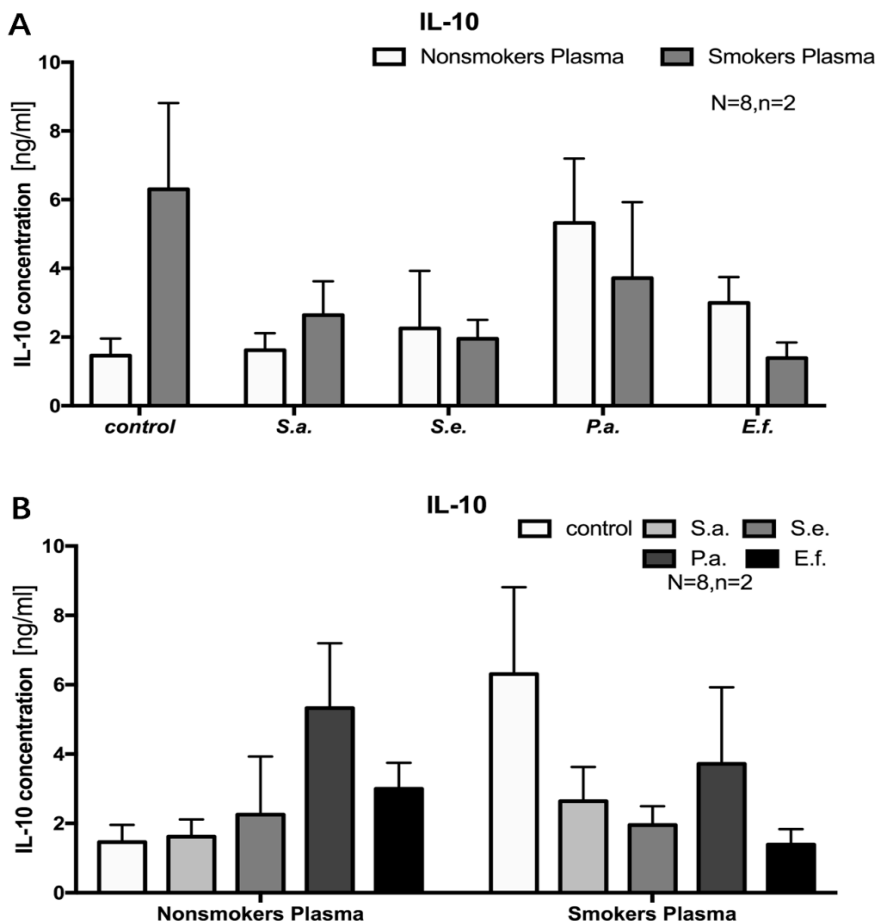 A
IL-10
Nonsmokers Plasma Smokers Plasma
N=8,n=2
IL-10 concentration [ng/ml]
10
8
6
4
2
0
control S.a. S.e. P.a. E.f.
B
IL-10
control S.a. S.e.
P.a. E.f.
N=8,n=2
IL-10 concentration [ng/ml]
10
8
6
4
2
0
Nonsmokers Plasma Smokers Plasma